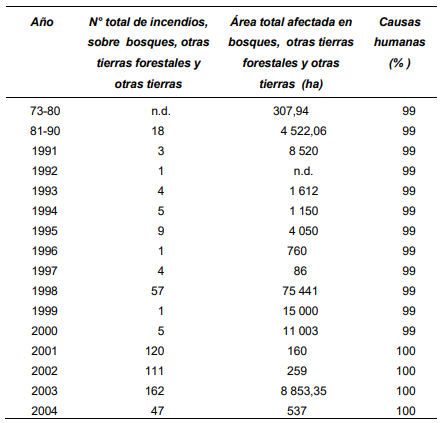 Año N° total de incendios, Área total afectada en Causas
sobre bosques, otras bosques, otras tierras humanas
tierras forestales y forestales y otras (% )
otras tierras tierras (ha)
73-80 n.d. 307,94 99
81-90 18 4 522,06 99
1991 3 8 520 99
1992 1 n.d. 99
1993 4 1 612 99
1994 5 1 150 99
1995 9 4 050 99
1996 1 760 99
1997 4 86 99
1998 57 75 441 99
1999 1 15 000 99
2000 5 11 003 99
2001 120 160 100
2002 111 259 100
2003 162 8 853,35 100
2004 47 537 100